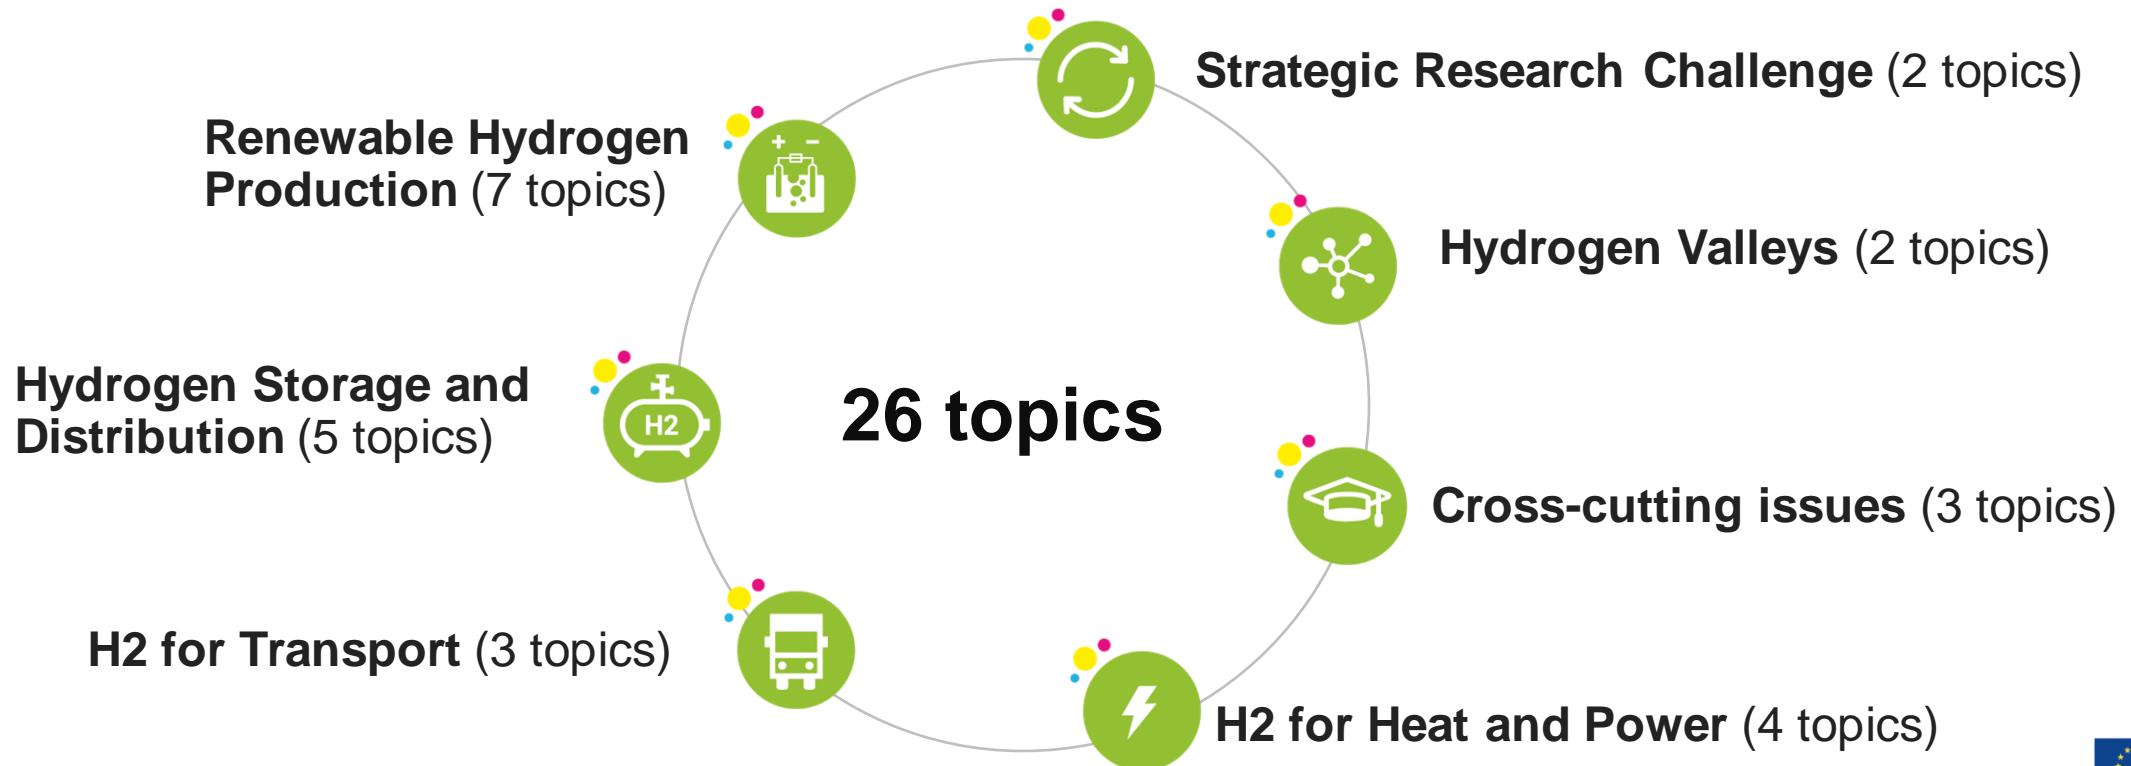 Strategic Research Challenge (2 topics)
Renewable Hydrogen
Production (7 topics)
+ −
Hydrogen Valleys (2 topics)
Hydrogen Storage and
Distribution (5 topics)
H2
26 topics
Cross-cutting issues (3 topics)
H2 for Transport (3 topics)
H2 for Heat and Power (4 topics)